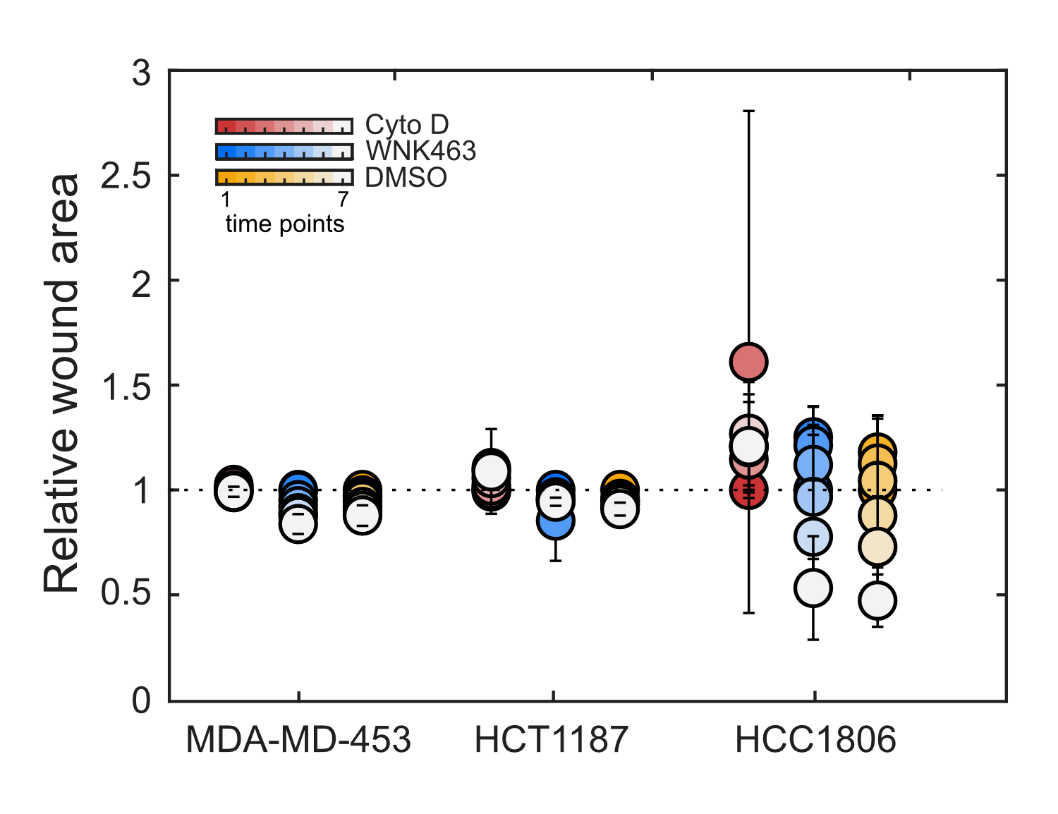 3
2.5
2
1.5
1
0.5
0
Relative wound area
Cyto D
WNK463
DMSO
1 7
time points
MDA-MD-453 HCT1187 HCC1806